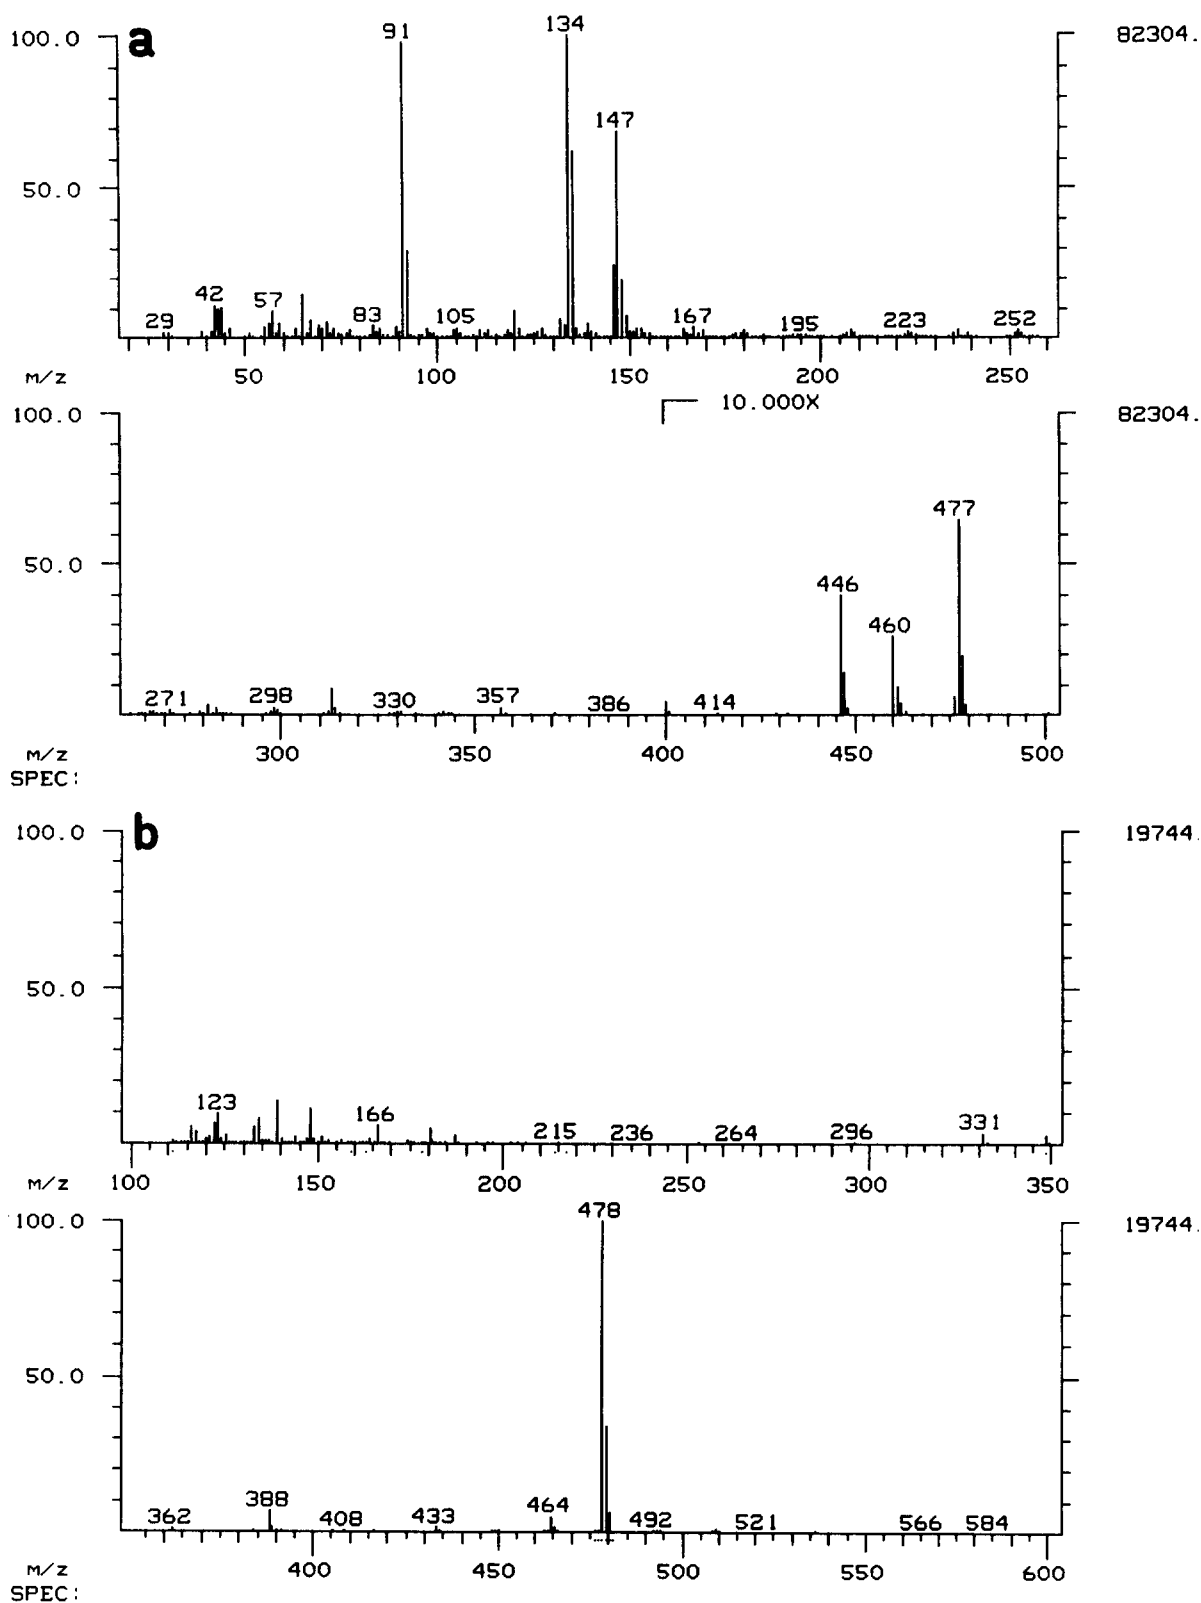 a
91 134
100.0 82304.
147
50.0
42 57
29 83 105 167 195 223 252
m/z 50 100 150 200 250
10.000X
100.0 82304.
477
50.0
446
460
271 298 330 357 386 414
m/z 300 350 400 450 500
SPEC:
b
100.0 19744.
50.0
123 166
215 236 264 296 331
m/z 100 150 200 250 300 350
478
100.0 19744.
50.0
362 388 408 433 464 492 521 566 584
m/z 400 450 500 550 600
SPEC: